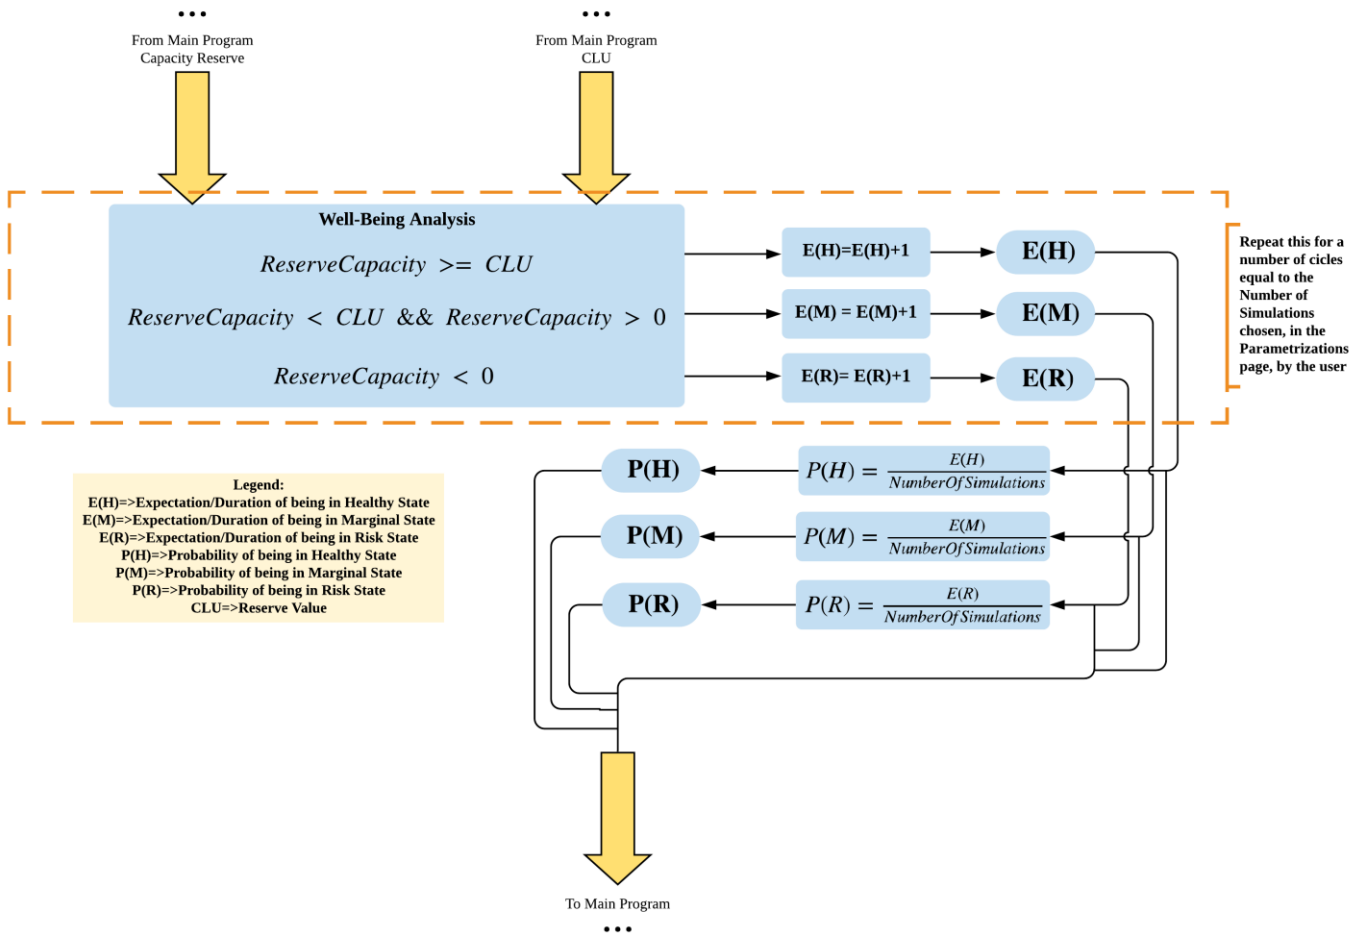 •••
From Main Program
Capacity Reserve
•••
From Main Program
CLU
Well-Being Analysis
ReserveCapacity >= CLU
ReserveCapacity < CLU && ReserveCapacity > 0
ReserveCapacity < 0
E(H)=E(H)+1
E(H)
E(M) = E(M)+1
E(M)
E(R)= E(R)+1
E(R)
Repeat this for a
number of cicles
equal to the
Number of
Simulations
chosen, in the
Parametrizations
page, by the user
P(H)
P(H) = E(H) / NumberOfSimulations
P(M)
P(M) = E(M) / NumberOfSimulations
P(R)
P(R) = E(R) / NumberOfSimulations
Legend:
E(H)=>Expectation/Duration of being in Healthy State
E(M)=>Expectation/Duration of being in Marginal State
E(R)=>Expectation/Duration of being in Risk State
P(H)=>Probability of being in Healthy State
P(M)=>Probability of being in Marginal State
P(R)=>Probability of being in Risk State
CLU=>Reserve Value
To Main Program
•••